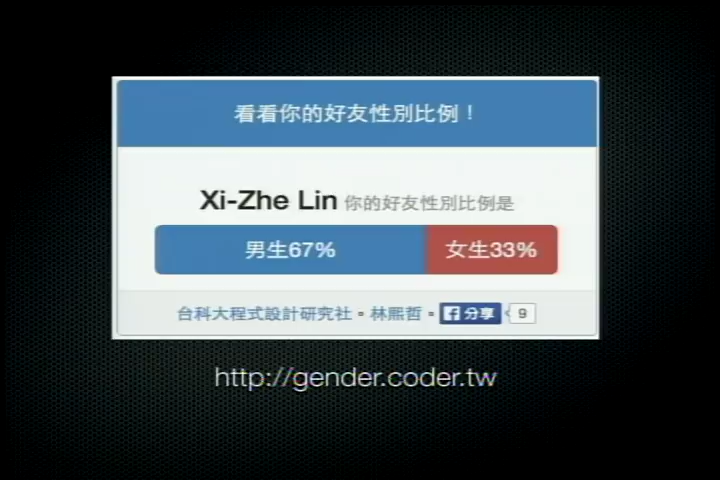 看看你的好友性別比例！
Xi-Zhe Lin 你的好友性別比例是
男生67% 女生33%
台科大程式設計研究社。林熙哲。 分享 9
http://gender.coder.tw